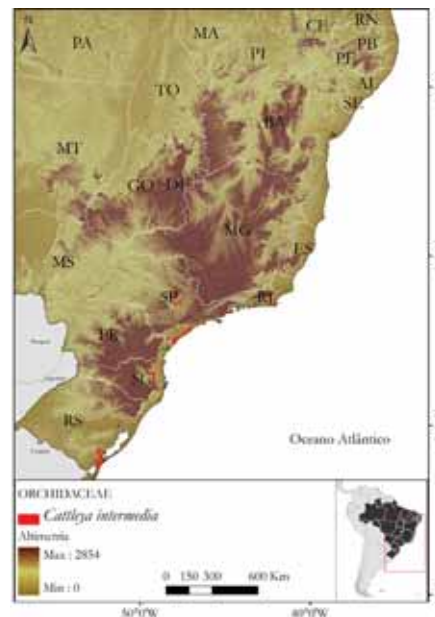 N
PA
MA
CE
RN
PB
PI
PE
AL
SE
TO
BA
MT
GO
DF
MG
ES
MS
SP
RJ
PR
SC
RS
Oceano Atlântico
ORCHIDACEAE
Cattleya intermedia
Altimetria
Max : 2854
Min : 0
0 150 300 600 Km
50°0'W 40°0'W